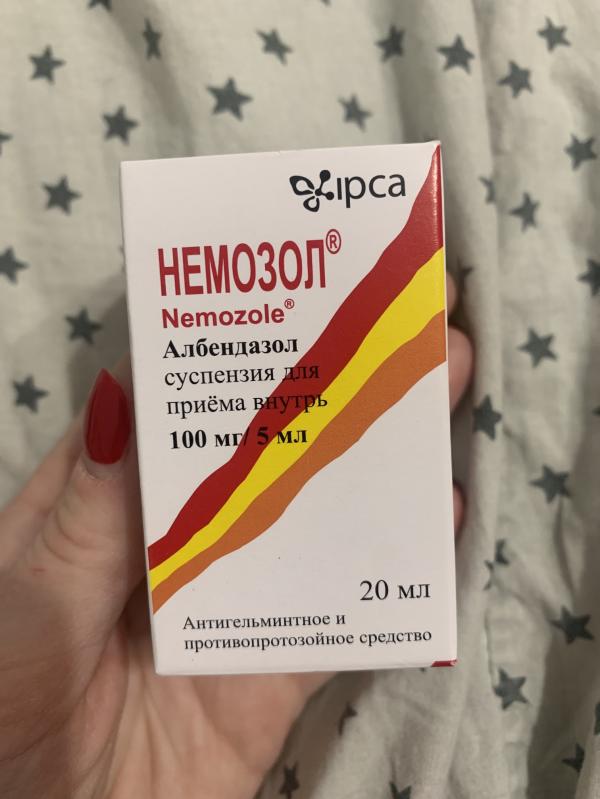 ipca
НЕМОЗОЛ®
Nemozole®
Албендазол
суспензия для
приёма внутрь
100 мг/ 5 мл
20 мл
Антигельминтное и
противопротозойное средство